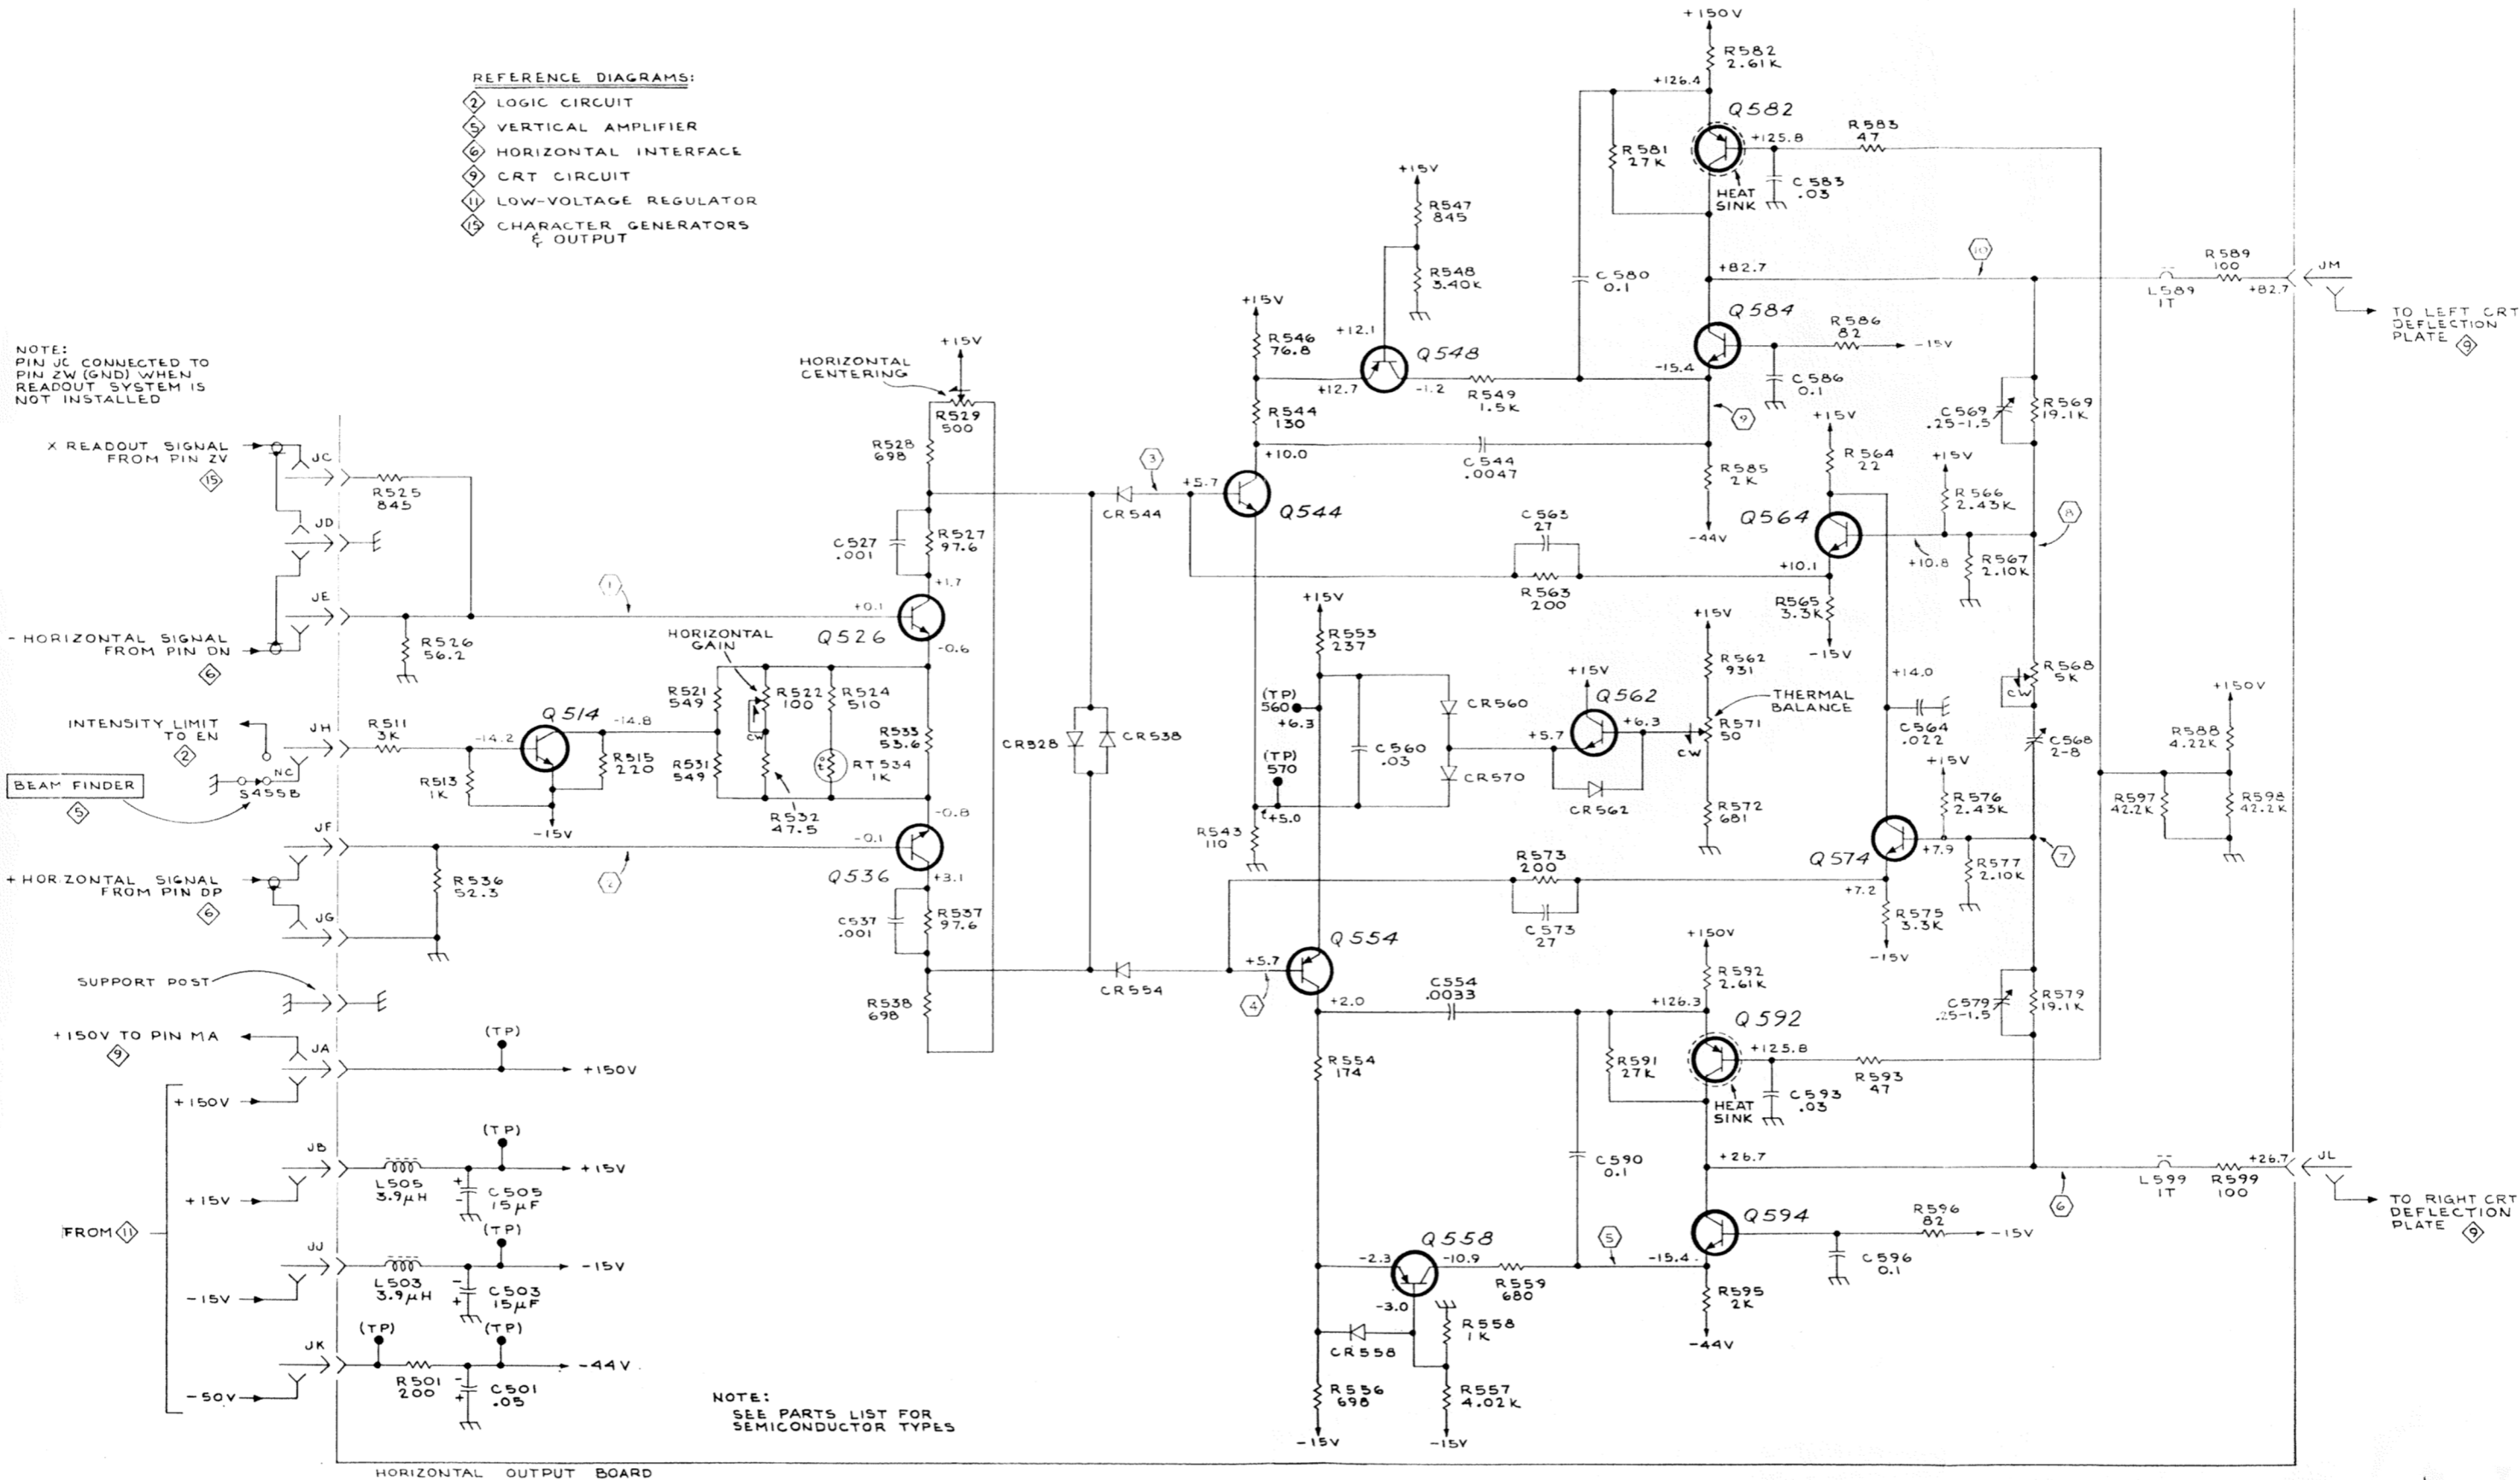 REFERENCE DIAGRAMS:
2 LOGIC CIRCUIT
5 VERTICAL AMPLIFIER
6 HORIZONTAL INTERFACE
9 CRT CIRCUIT
11 LOW-VOLTAGE REGULATOR
15 CHARACTER GENERATORS
& OUTPUT
NOTE:
PIN JC CONNECTED TO
PIN ZW (GND) WHEN
READOUT SYSTEM IS
NOT INSTALLED
X READOUT SIGNAL
FROM PIN ZV
15
JC
R525
845
JD
JE
- HORIZONTAL SIGNAL
FROM PIN DN
6
R526
56.2
1
INTENSITY LIMIT
TO EN
2
JH
R511
3K
BEAM FINDER
5
NC
S455B
R513
1K
-14.2
Q514
-14.8
R515
220
-15V
JF
+ HORIZONTAL SIGNAL
FROM PIN DP
6
JG
R536
52.3
2
SUPPORT POST
+150V TO PIN MA
9
JA
(TP)
+150V
+150V
JB
+15V
L505
3.9µH
C505
15µF
(TP)
+15V
FROM 11
JJ
-15V
L503
3.9µH
C503
15µF
(TP)
-15V
JK
-50V
(TP)
R501
200
C501
.05
(TP)
-44V
HORIZONTAL OUTPUT BOARD
NOTE:
SEE PARTS LIST FOR
SEMICONDUCTOR TYPES
HORIZONTAL
CENTERING
+15V
R529
500
R528
698
C527
.001
R527
97.6
+1.7
+0.1
Q526
-0.6
HORIZONTAL
GAIN
R521
549
R522
100
CW
R524
510
R533
53.6
R531
549
RT534
1K
t°
R532
47.5
-0.8
-0.1
Q536
+3.1
C537
.001
R537
97.6
R538
698
CR528
CR538
CR544
3
+5.7
Q544
CR554
+5.7
4
+15V
R546
76.8
R544
130
+10.0
+12.7
+12.1
Q548
-1.2
+15V
R547
845
R548
3.40K
R549
1.5K
C544
.0047
C563
27
R563
200
+15V
R553
237
(TP)
560
+6.3
(TP)
570
+5.0
R543
110
C560
.03
CR560
CR570
+15V
Q562
+5.7
+6.3
CR562
+15V
R562
931
THERMAL
BALANCE
R571
50
CW
R572
681
R573
200
C573
27
Q554
+2.0
C554
.0033
R554
174
-2.3
Q558
-10.9
-3.0
R559
680
5
CR558
R558
1K
R556
698
-15V
R557
4.02K
-15V
+150V
R582
2.61K
+126.4
Q582
+125.8
R583
47
R581
27K
HEAT
SINK
C583
.03
C580
0.1
+82.7
10
Q584
R586
82
-15V
C586
0.1
-15.4
9
R585
2K
-44V
L589
1T
R589
100
+82.7
JM
TO LEFT CRT
DEFLECTION
PLATE 9
C569
.25-1.5
R569
19.1K
+15V
R564
22
+15V
R566
2.43K
Q564
8
+10.8
R567
2.10K
+10.1
R565
3.3K
-15V
+14.0
R568
5K
CW
C564
.022
C568
2-8
+15V
R576
2.43K
+150V
R588
4.22K
R597
42.2K
R598
42.2K
Q574
+7.9
7
R577
2.10K
+7.2
R575
3.3K
-15V
C579
.25-1.5
R579
19.1K
+150V
R592
2.61K
+126.3
Q592
+125.8
R591
27K
R593
47
HEAT
SINK
C593
.03
C590
0.1
+26.7
6
L599
1T
R599
100
+26.7
JL
TO RIGHT CRT
DEFLECTION
PLATE 9
Q594
R596
82
-15V
C596
0.1
-15.4
R595
2K
-44V